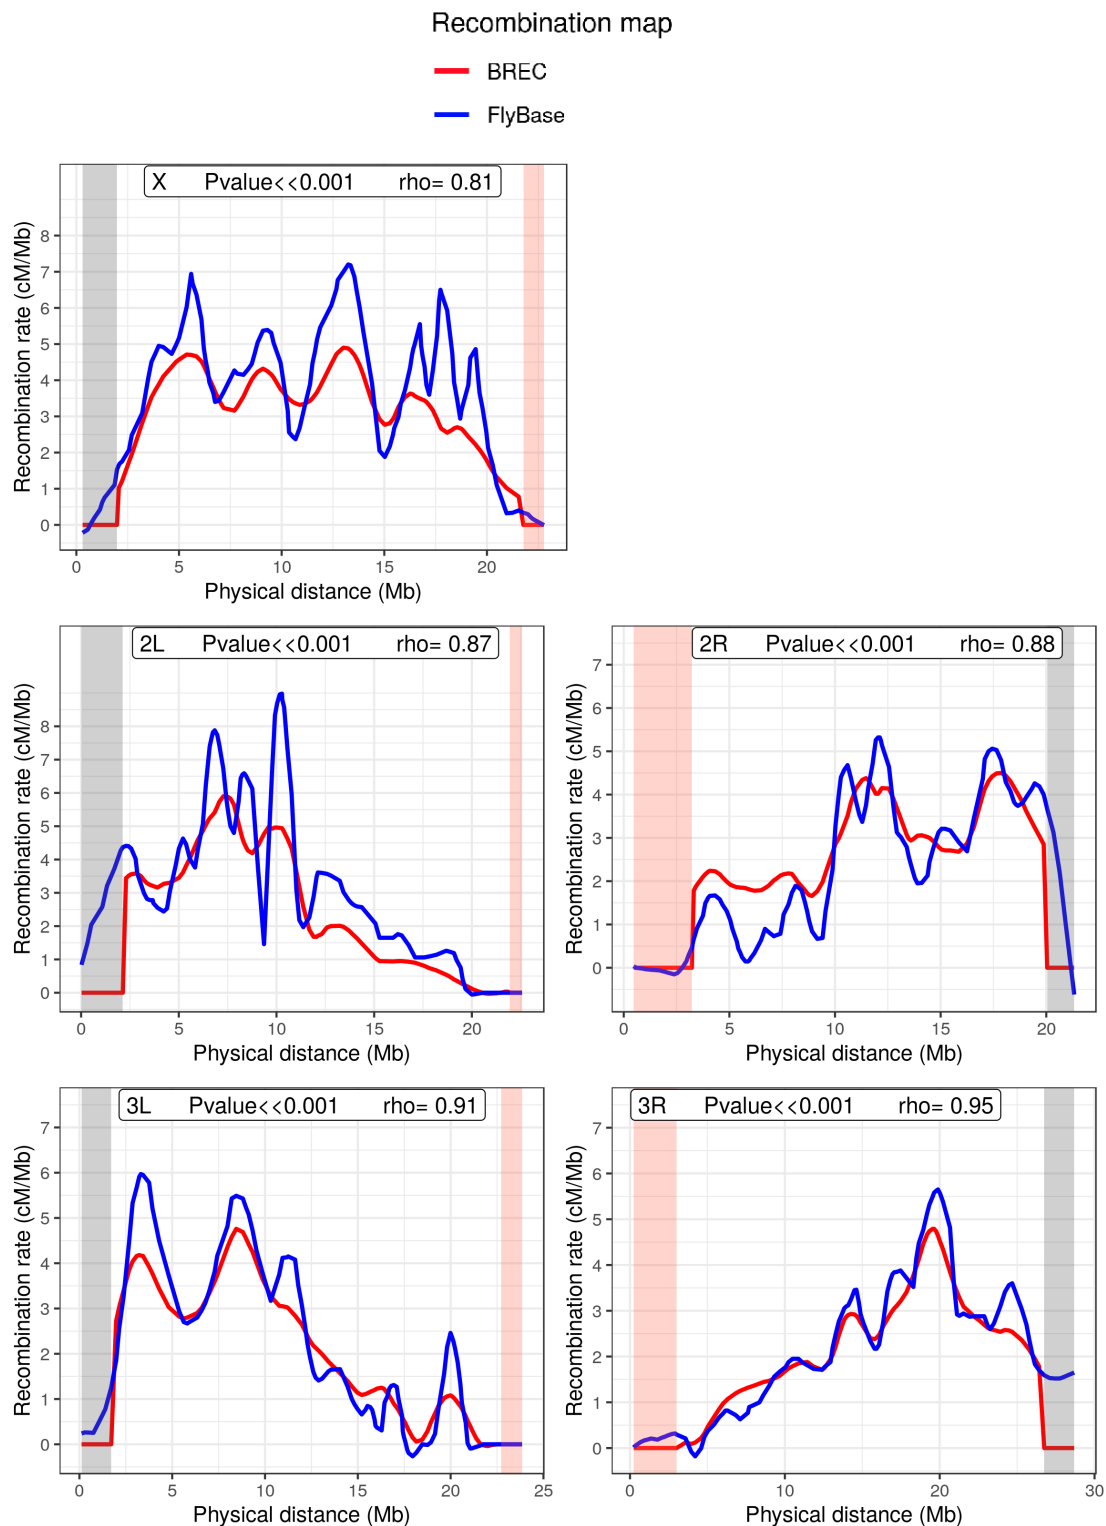 Recombination map
BREC
FlyBase
X Pvalue<<0.001 rho= 0.81
Recombination rate (cM/Mb)
8
7
6
5
4
3
2
1
0
0 5 10 15 20
Physical distance (Mb)
2L Pvalue<<0.001 rho= 0.87
Recombination rate (cM/Mb)
8
7
6
5
4
3
2
1
0
0 5 10 15 20
Physical distance (Mb)
2R Pvalue<<0.001 rho= 0.88
Recombination rate (cM/Mb)
7
6
5
4
3
2
1
0
0 5 10 15 20
Physical distance (Mb)
3L Pvalue<<0.001 rho= 0.91
Recombination rate (cM/Mb)
7
6
5
4
3
2
1
0
0 5 10 15 20 25
Physical distance (Mb)
3R Pvalue<<0.001 rho= 0.95
Recombination rate (cM/Mb)
7
6
5
4
3
2
1
0
0 10 20 30
Physical distance (Mb)